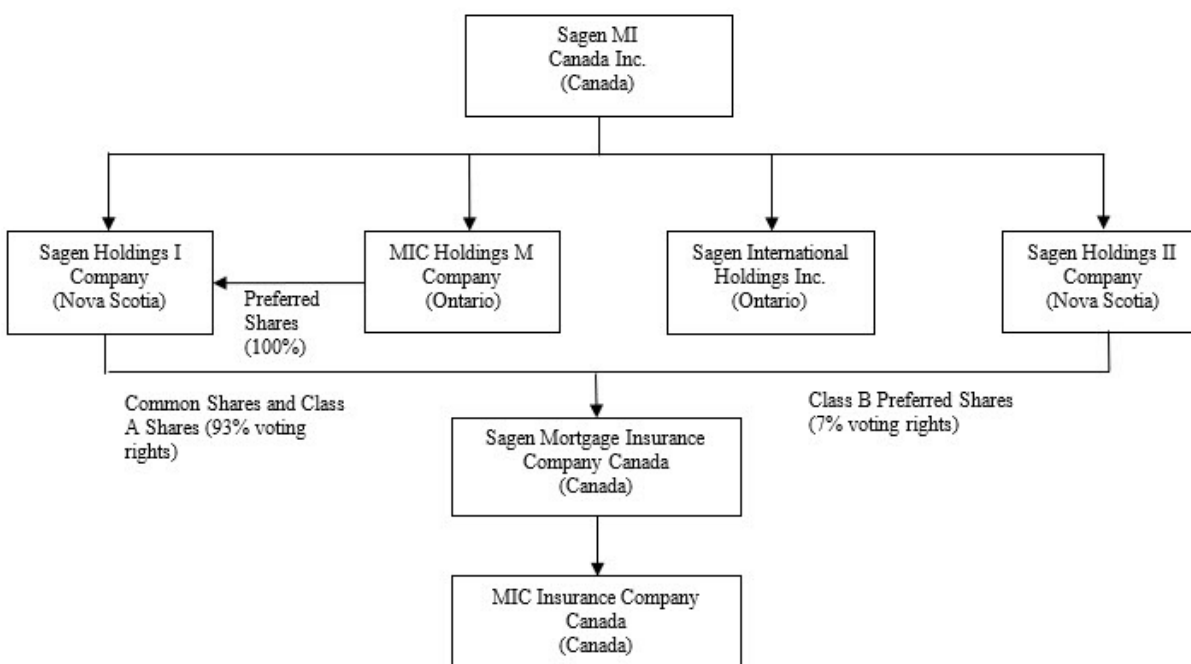 Sagen MI
Canada Inc.
(Canada)
Sagen Holdings I
Company
(Nova Scotia)
MIC Holdings M
Company
(Ontario)
Sagen International
Holdings Inc.
(Ontario)
Sagen Holdings II
Company
(Nova Scotia)
Preferred
Shares
(100%)
Common Shares and Class
A Shares (93% voting
rights)
Class B Preferred Shares
(7% voting rights)
Sagen Mortgage Insurance
Company Canada
(Canada)
MIC Insurance Company
Canada
(Canada)